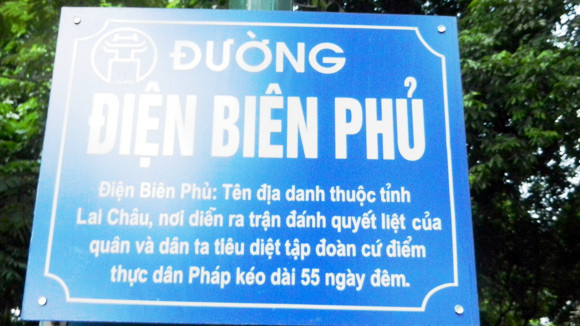 ĐƯỜNG
ĐIỆN BIÊN PHỦ
Điện Biên Phủ: Tên địa danh thuộc tỉnh
Lai Châu, nơi diễn ra trận đánh quyết liệt của
quân và dân ta tiêu diệt tập đoàn cứ điểm
thực dân Pháp kéo dài 55 ngày đêm.